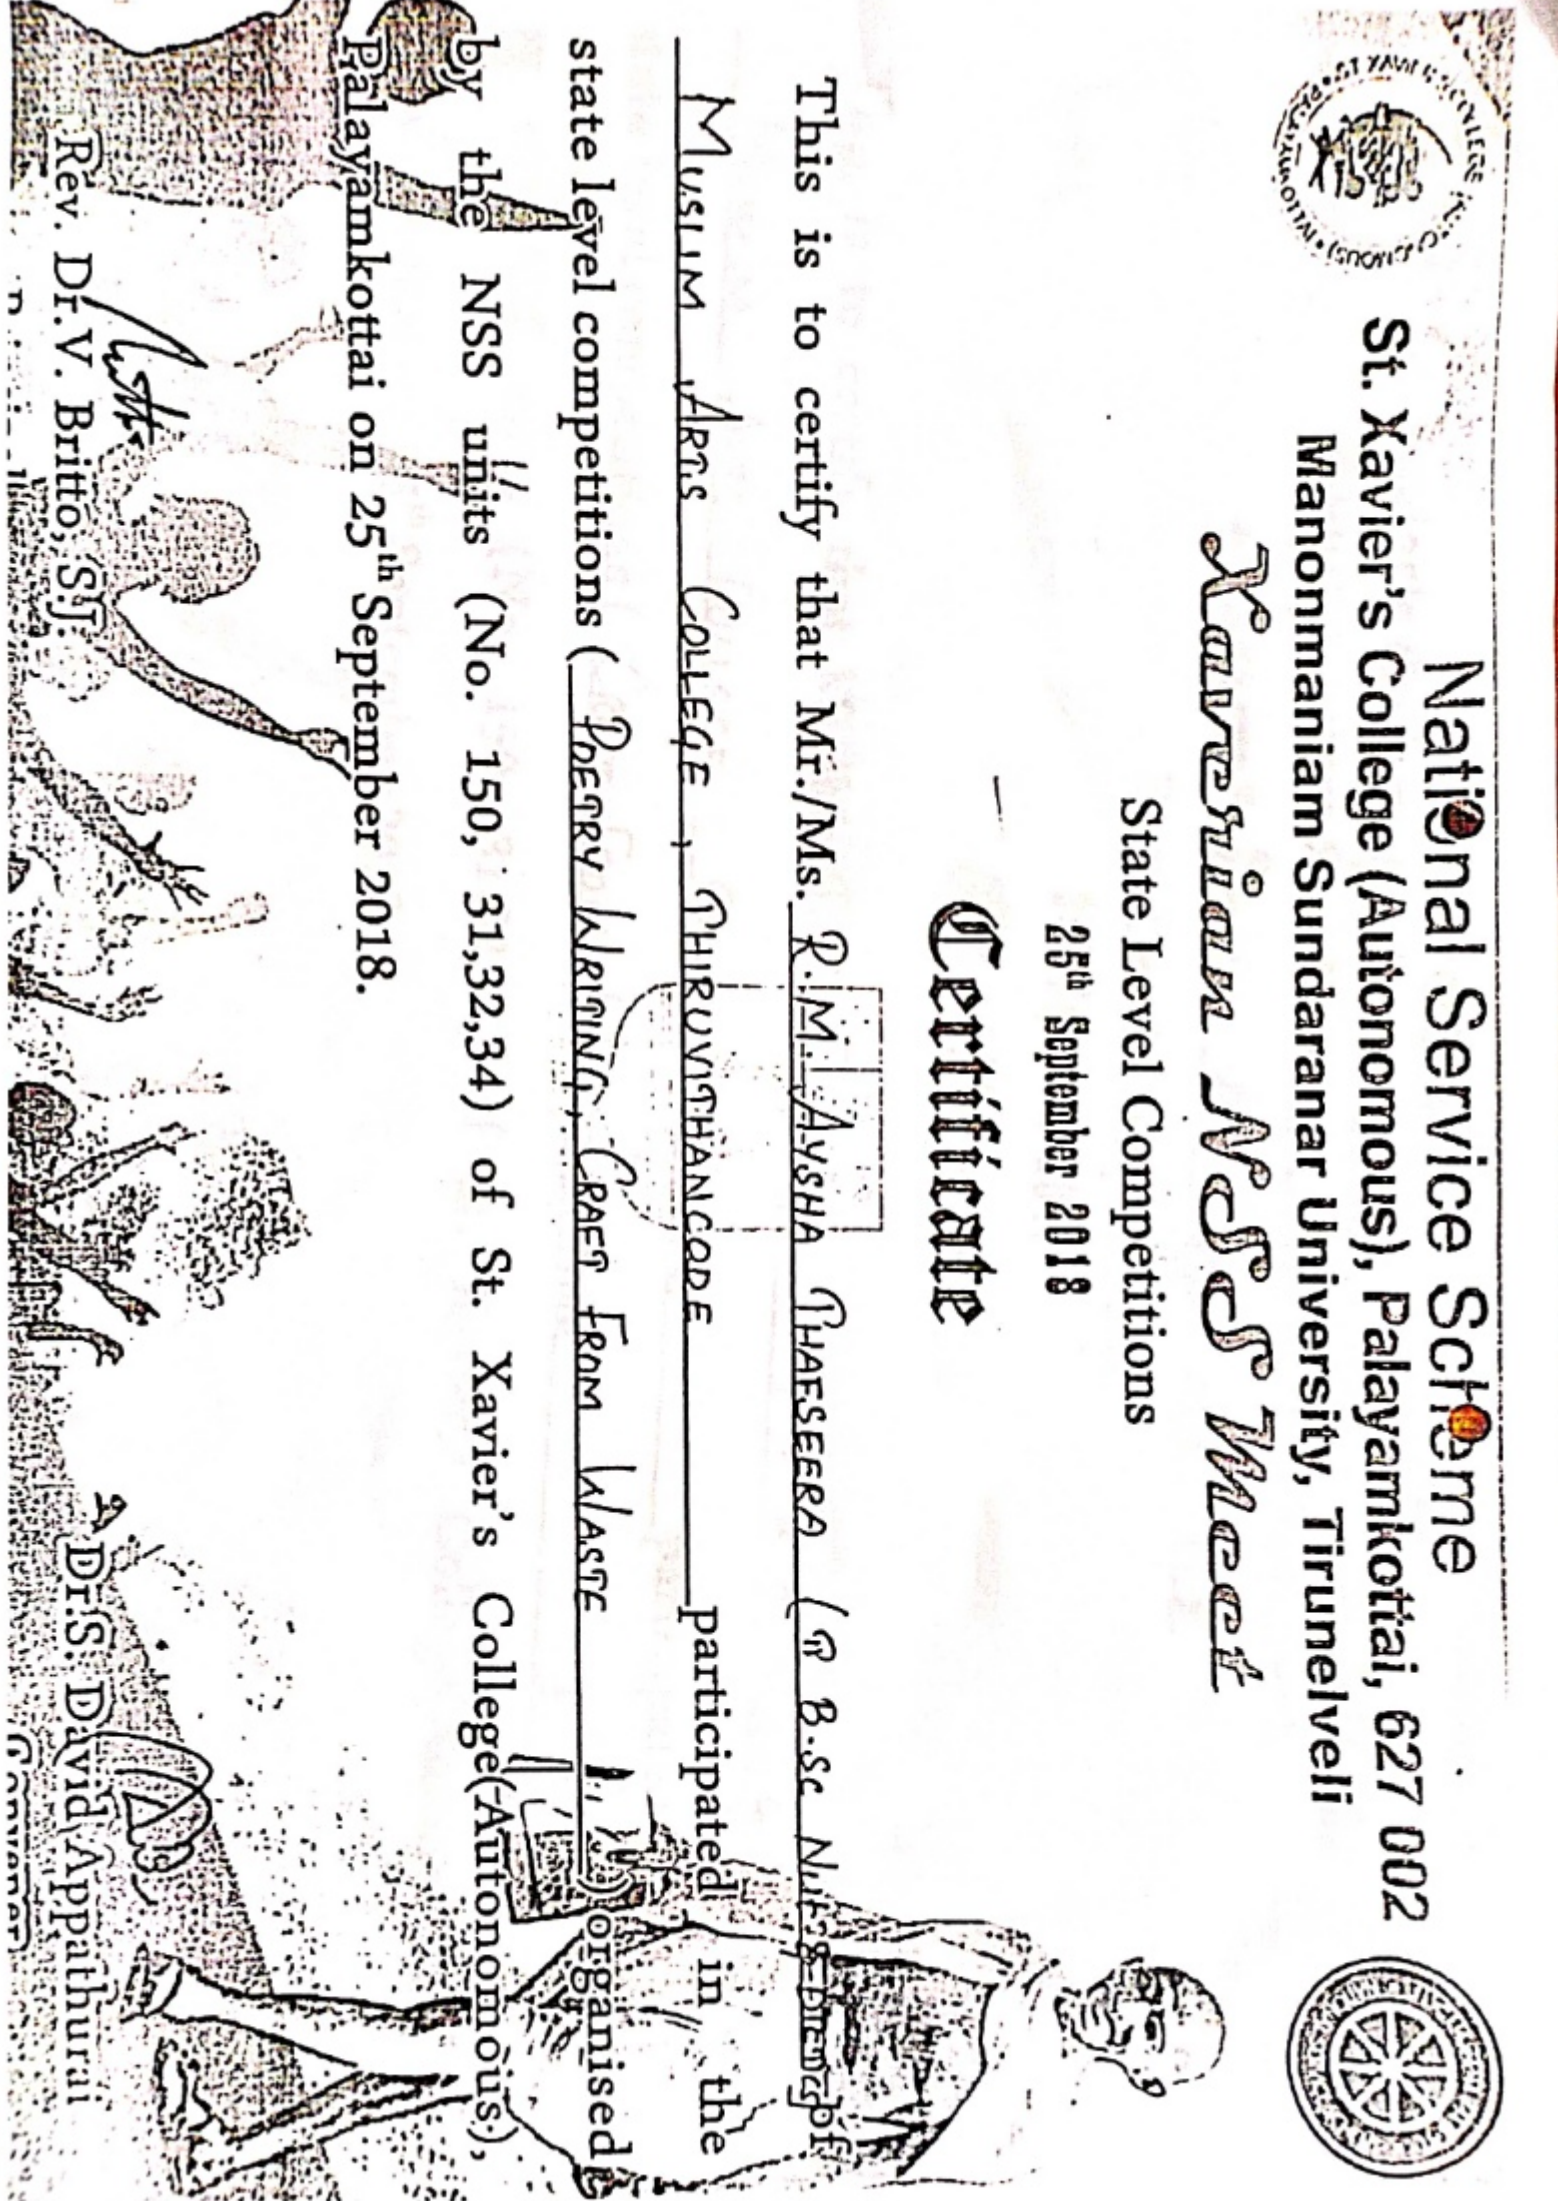 National Service Scheme
St. Xavier's College (Autonomous), Palayamkottai, 627 002
Manonmaniam Sundaranar University, Tirunelveli
Xaverian NSS Meet
State Level Competitions
25th September 2018
Certificate
This is to certify that Mr./Ms. R.M. AYSHA THAESEERA ( B.Sc of
MUSLIM ARTS COLLEGE, THIRUVITHANCODE participated in the
state level competitions ( POETRY WRITING, CRAFT FROM WASTE ) organised
by the NSS units (No. 150, 31,32,34) of St. Xavier's College(Autonomous),
Palayamkottai on 25th September 2018.
Rev. Dr.V. Britto, S.J. Dr.S. David Appathurai
Convener